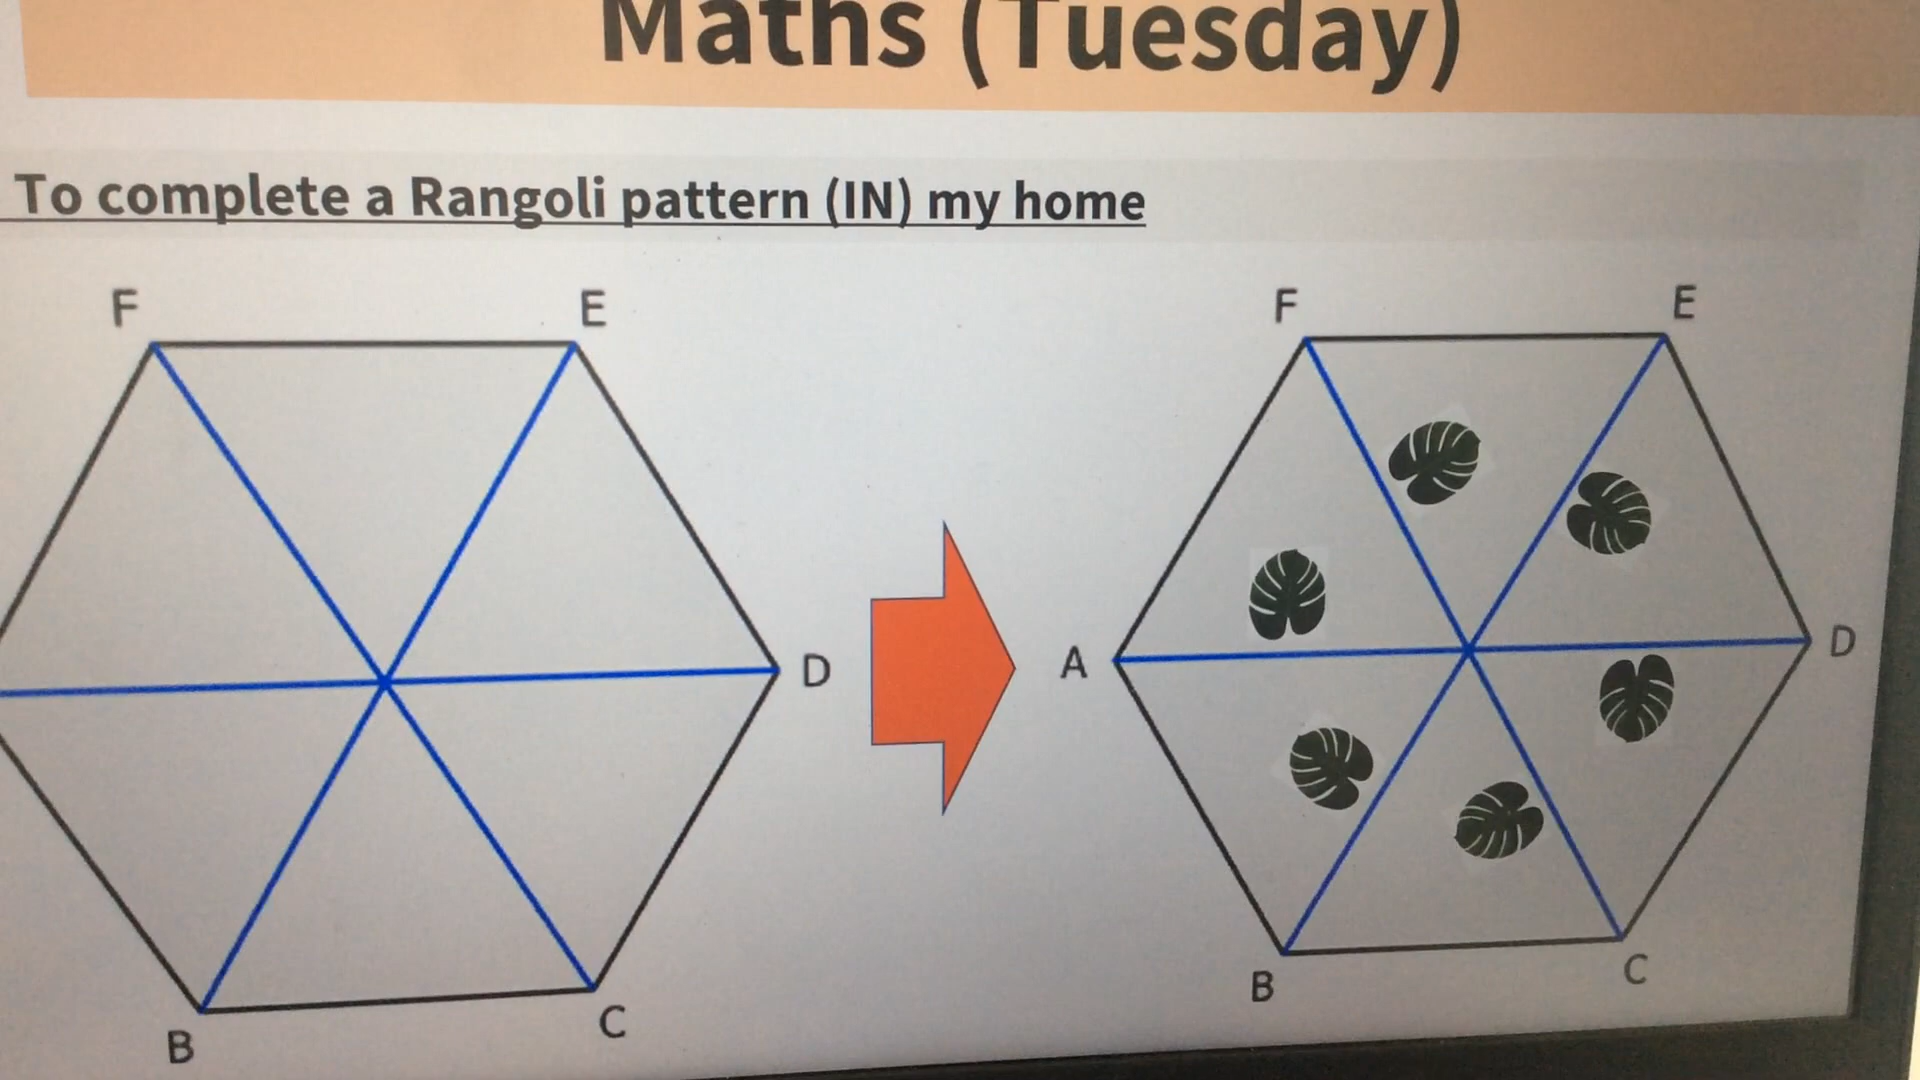 Maths (Tuesday)
To complete a Rangoli pattern (IN) my home
F E F E
D A D
B C B C